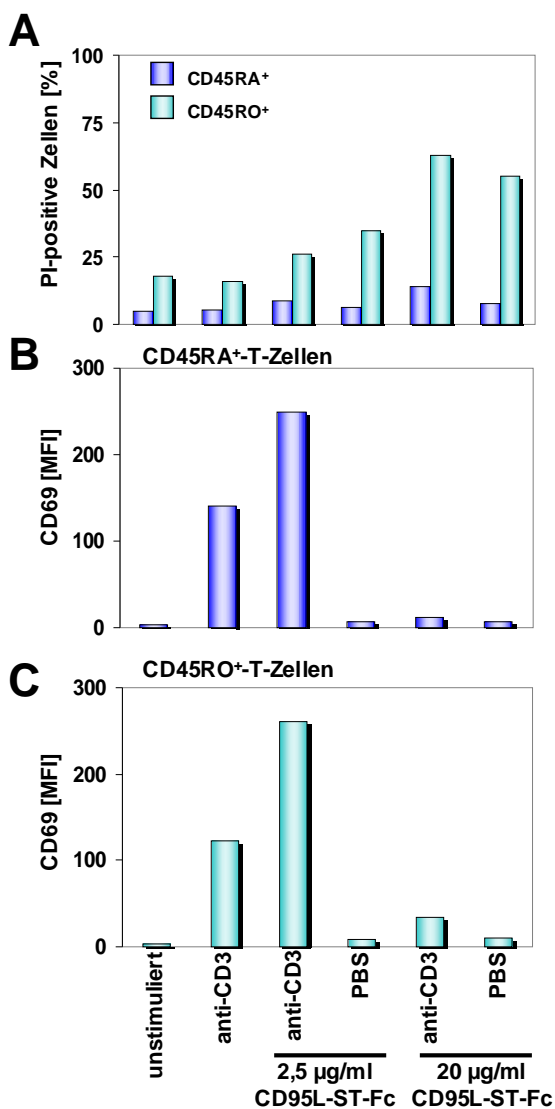 A
PI-positive Zellen [%]
100
75
50
25
0
CD45RA⁺
CD45RO⁺
B
CD45RA⁺-T-Zellen
CD69 [MFI]
300
200
100
0
C
CD45RO⁺-T-Zellen
CD69 [MFI]
300
200
100
0
unstimuliert
anti-CD3
anti-CD3
PBS
anti-CD3
PBS
2,5 µg/ml
CD95L-ST-Fc
20 µg/ml
CD95L-ST-Fc